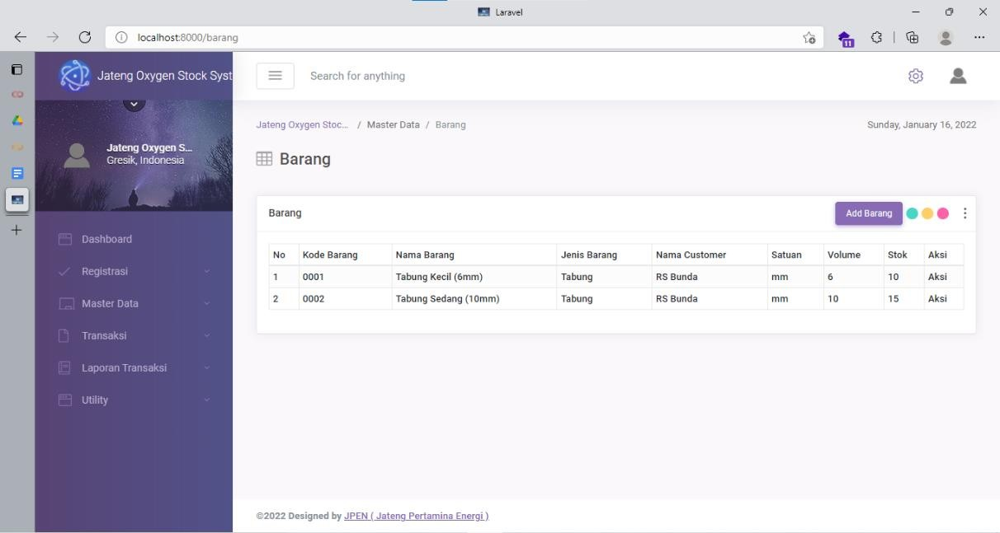 Laravel
localhost:8000/barang
11
Jateng Oxygen Stock Syst
Search for anything
Jateng Oxygen S...
Gresik, Indonesia
Jateng Oxygen Stoc... / Master Data / Barang
Sunday, January 16, 2022
Barang
Dashboard
Registrasi
Master Data
Transaksi
Laporan Transaksi
Utility
Barang
Add Barang
No Kode Barang Nama Barang Jenis Barang Nama Customer Satuan Volume Stok Aksi
1 0001 Tabung Kecil (6mm) Tabung RS Bunda mm 6 10 Aksi
2 0002 Tabung Sedang (10mm) Tabung RS Bunda mm 10 15 Aksi
©2022 Designed by JPEN ( Jateng Pertamina Energi )